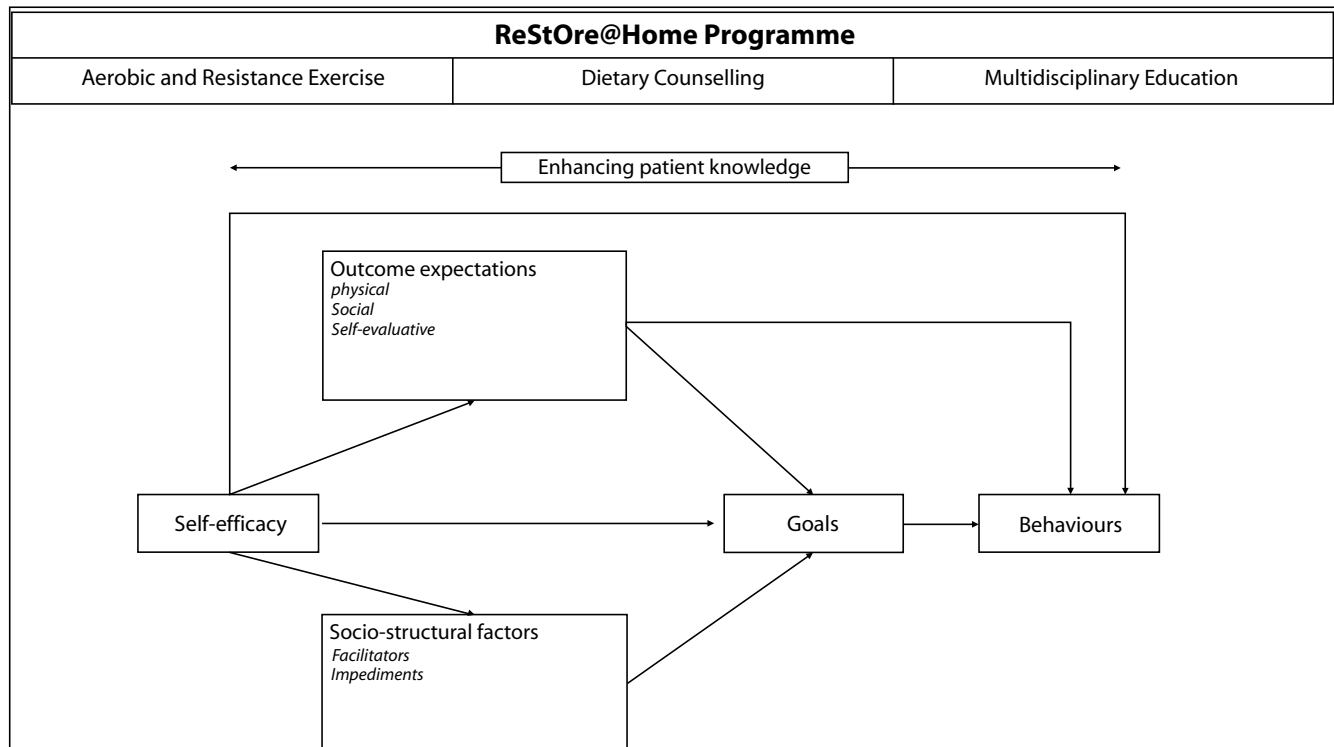 ReStOre@Home Programme
Aerobic and Resistance Exercise
Dietary Counselling
Multidisciplinary Education
Enhancing patient knowledge
Outcome expectations
physical
Social
Self-evaluative
Self-efficacy
Goals
Behaviours
Socio-structural factors
Facilitators
Impediments